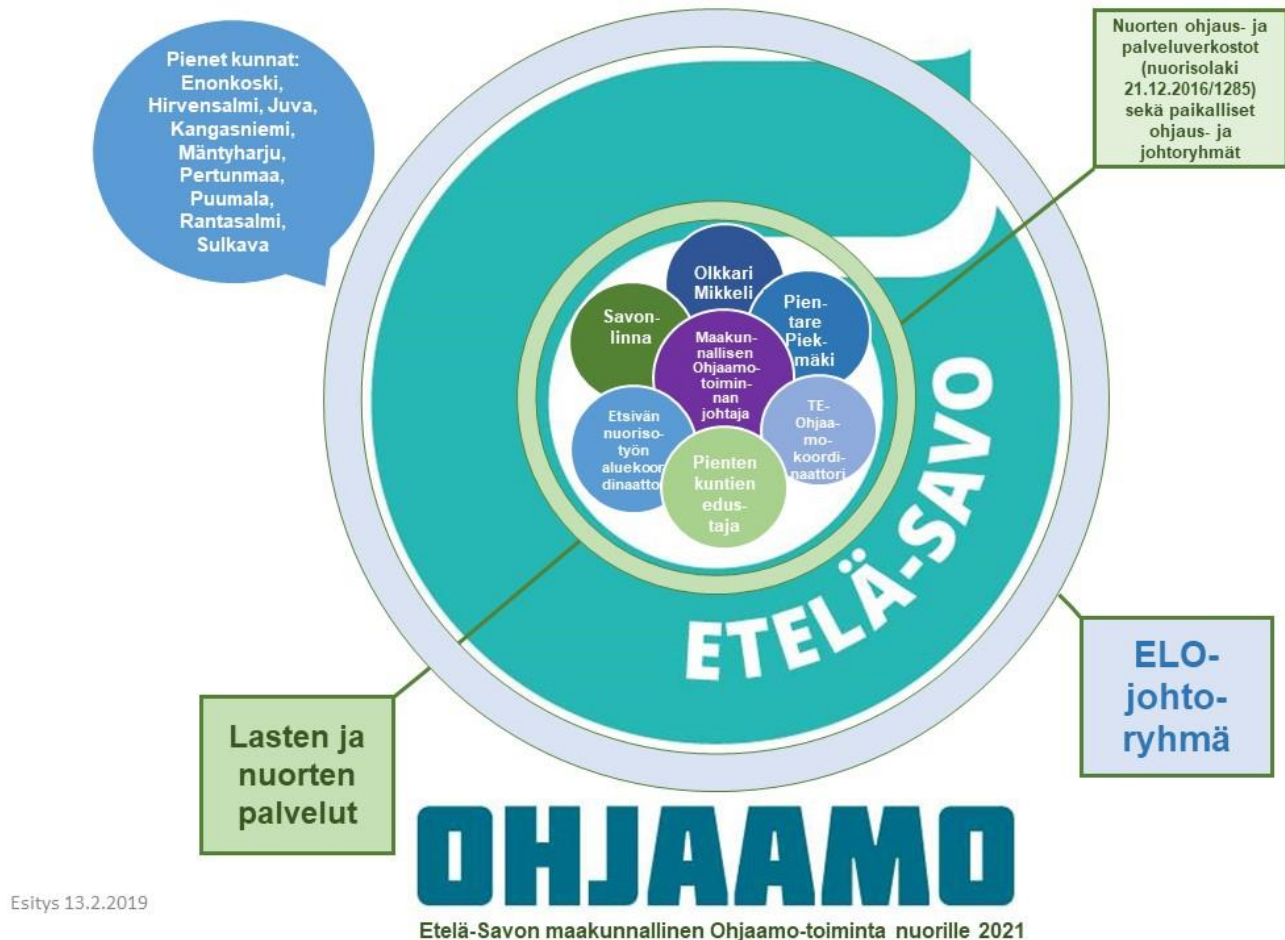 Pienet kunnat:
Enonkoski,
Hirvensalmi, Juva,
Kangasniemi,
Mäntyharju,
Pertunmaa,
Puumala,
Rantasalmi,
Sulkava
Nuorten ohjaus- ja
palveluverkostot
(nuorisolaki
21.12.2016/1285)
sekä paikalliset
ohjaus- ja
johtoryhmät
Olkkari
Mikkeli
Savon-
linna
Pien-
tare
Piek-
mäki
Maakun-
nallisen
Ohjaamo-
toimin-
nan
johtaja
Etsivän
nuoriso-
työn
aluekoor
dinaatto
TE-
Ohjaa-
mo-
koordi-
naattori
Pienten
kuntien
edus-
taja
ETELÄ-SAVO
ELO-
johto-
ryhmä
Lasten ja
nuorten
palvelut
OHJAAMO
Esitys 13.2.2019
Etelä-Savon maakunnallinen Ohjaamo-toiminta nuorille 2021